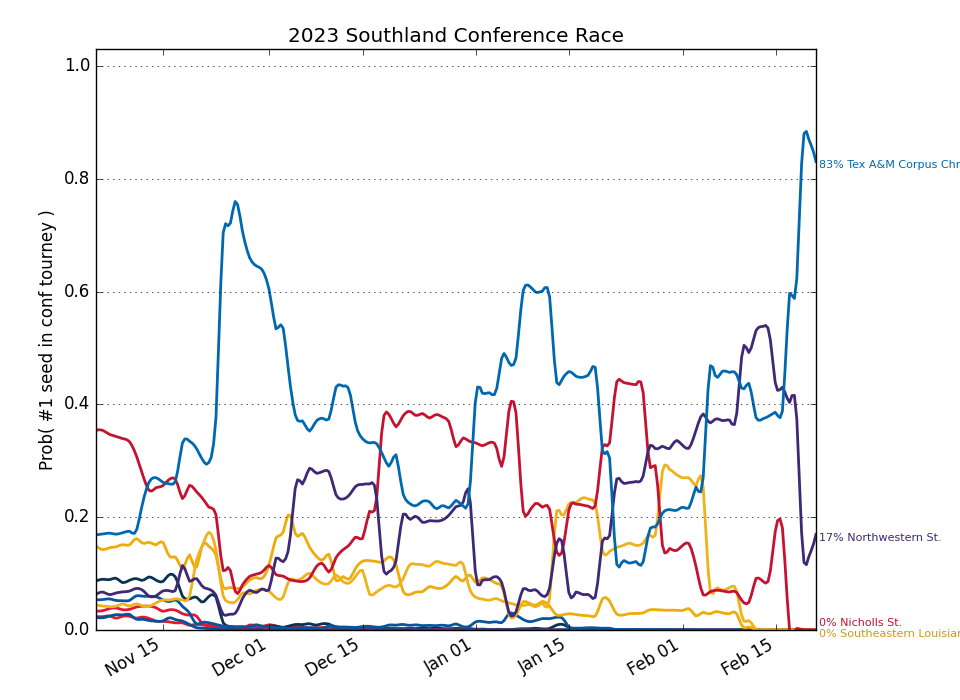 2023 Southland Conference Race
Prob( #1 seed in conf tourney )
1.0
0.8
0.6
0.4
0.2
0.0
Nov 15
Dec 01
Dec 15
Jan 01
Jan 15
Feb 01
Feb 15
83% Tex A&M Corpus Chr
17% Northwestern St.
0% Nicholls St.
0% Southeastern Louisian